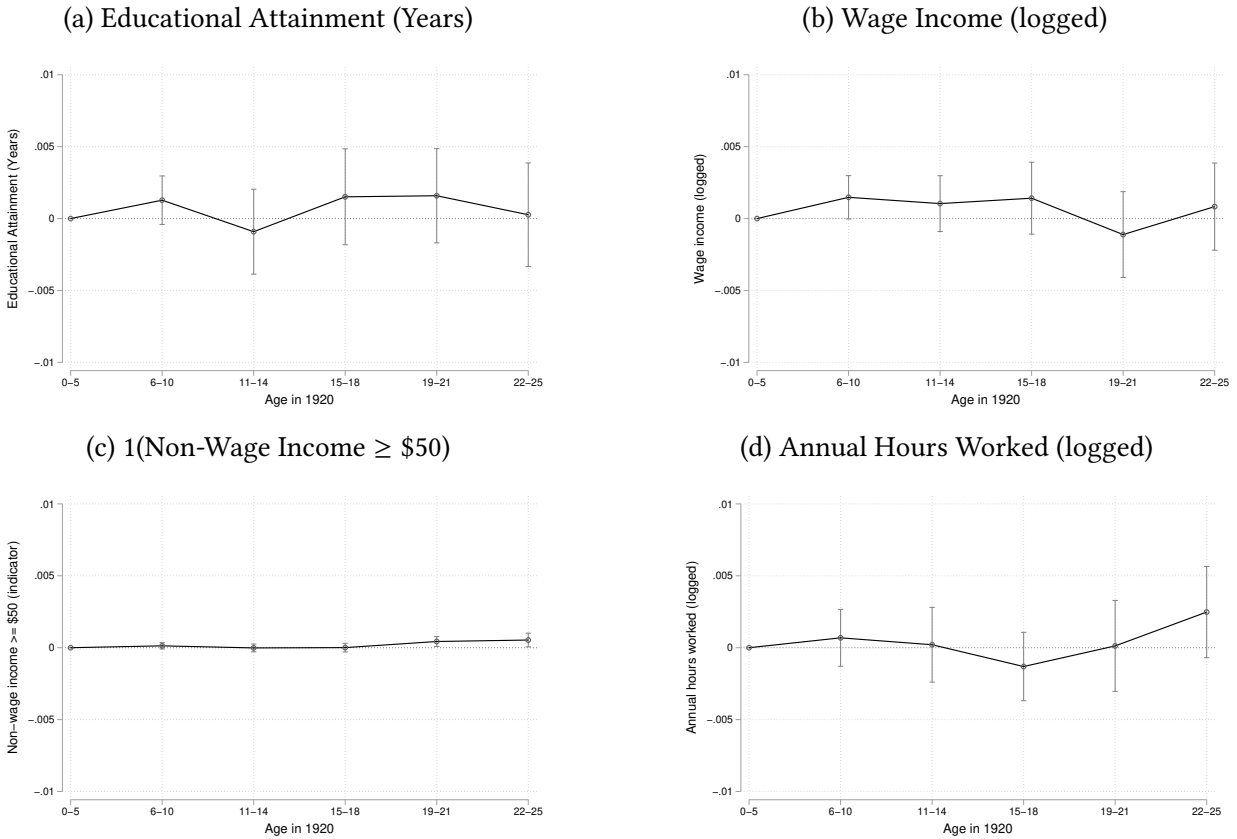 (a) Educational Attainment (Years)
.01
.005
0
−.005
−.01
Educational Attainment (Years)
0−5 6−10 11−14 15−18 19−21 22−25
Age in 1920
(b) Wage Income (logged)
.01
.005
0
−.005
−.01
Wage income (logged)
0−5 6−10 11−14 15−18 19−21 22−25
Age in 1920
(c) 1(Non-Wage Income ≥ $50)
.01
.005
0
−.005
−.01
Non−wage income >= $50 (indicator)
0−5 6−10 11−14 15−18 19−21 22−25
Age in 1920
(d) Annual Hours Worked (logged)
.01
.005
0
−.005
−.01
Annual hours worked (logged)
0−5 6−10 11−14 15−18 19−21 22−25
Age in 1920